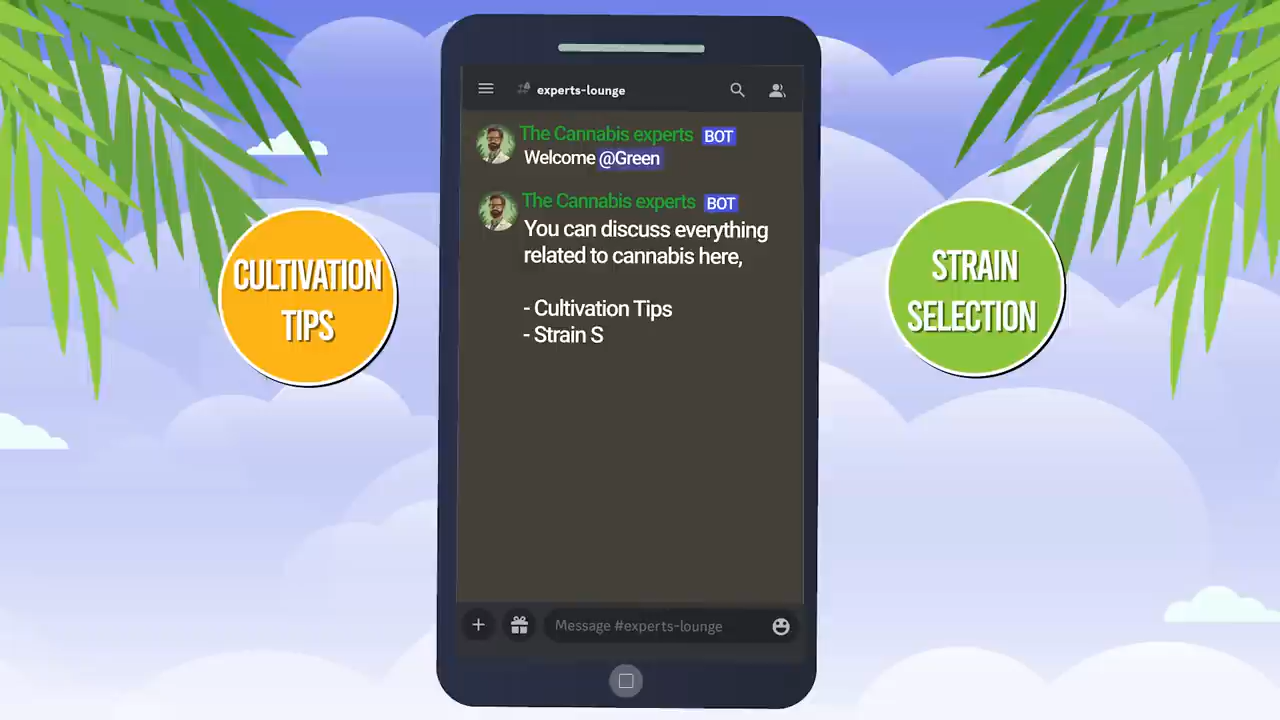 experts-lounge
The Cannabis experts BOT
Welcome @Green
The Cannabis experts BOT
You can discuss everything
related to cannabis here,
- Cultivation Tips
- Strain S
Message #experts-lounge
CULTIVATION
TIPS
STRAIN
SELECTION